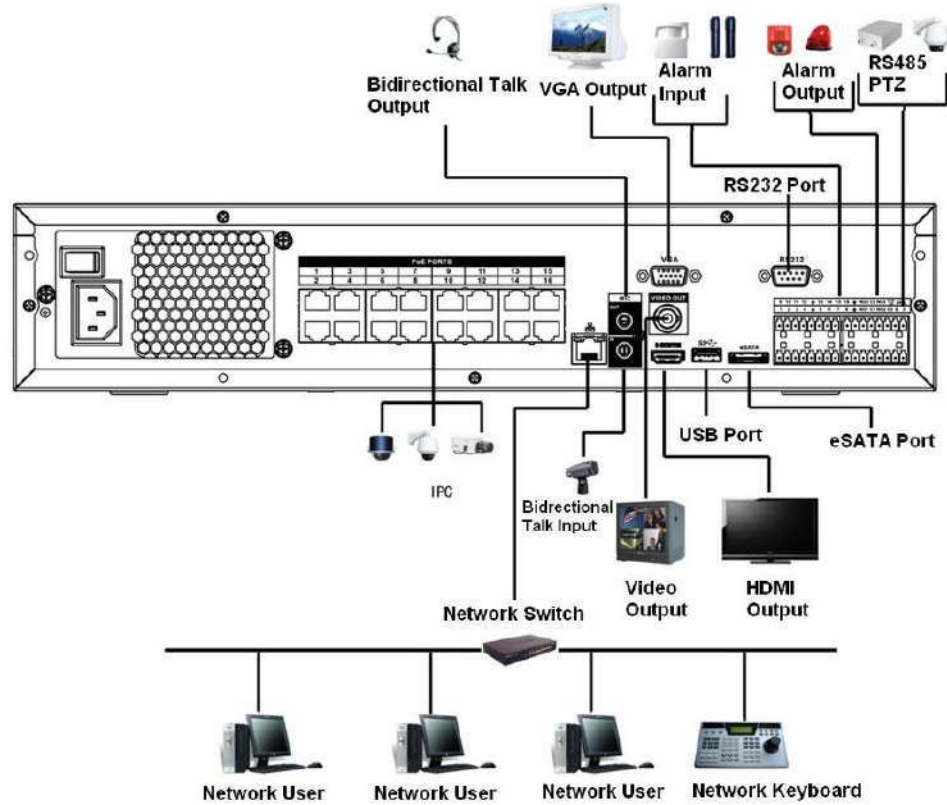 Bidirectional Talk
Output
VGA Output
Alarm
Input
Alarm
Output
RS485
PTZ
RS232 Port
PoE PORTS
1 3 5 7 9 11 13 15
2 4 6 8 10 12 14 16
VGA
RS232
MIC
OUT
VIDEO OUT
HDMI
eSATA
USB Port
eSATA Port
IPC
Bidrectional
Talk Input
Video
Output
HDMI
Output
Network Switch
Network User
Network User
Network User
Network Keyboard